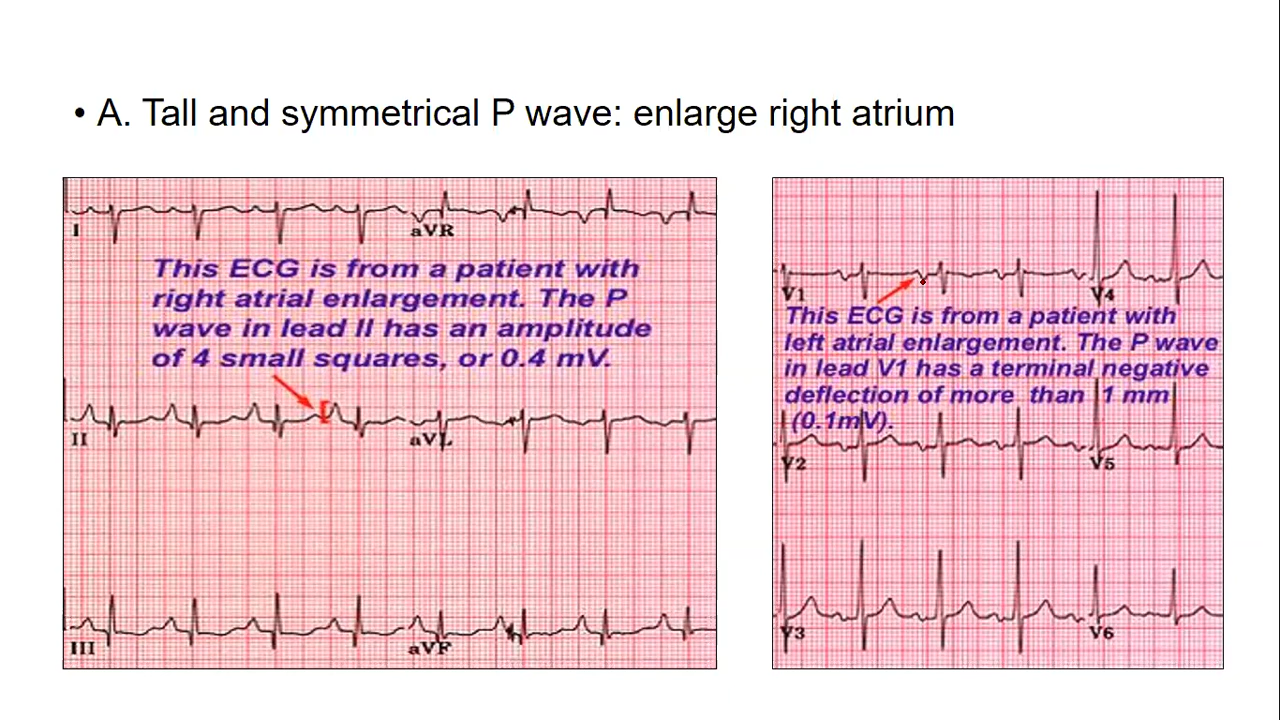 • A. Tall and symmetrical P wave: enlarge right atrium
I
aVR
This ECG is from a patient with
right atrial enlargement. The P
wave in lead II has an amplitude
of 4 small squares, or 0.4 mV.
II
aVL
III
aVF
V1
V4
This ECG is from a patient with
left atrial enlargement. The P wave
in lead V1 has a terminal negative
deflection of more than 1 mm
(0.1mV).
V2
V5
V3
V6